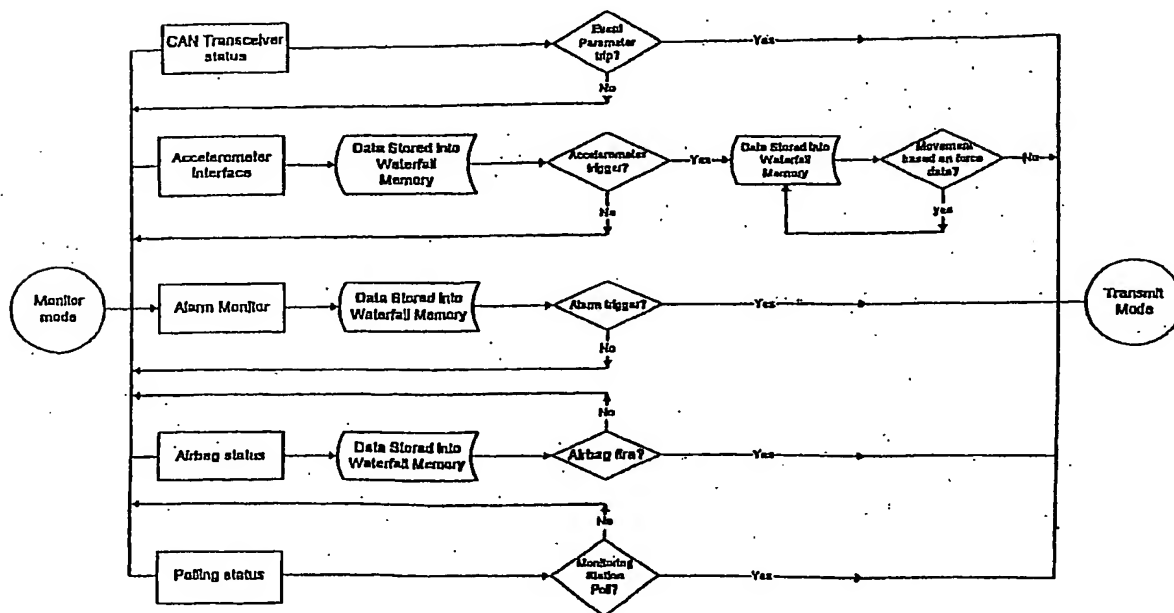 CAN Transceiver
status
Event
Parameter
trip?
Yes
No
Accelerometer
Interface
Data Stored Into
Waterfall
Memory
Accelerometer
trigger?
Yes
No
Data Stored Into
Waterfall
Memory
Movement
based on force
data?
No
yes
Monitor
mode
Alarm Monitor
Data Stored Into
Waterfall Memory
Alarm trigger?
Yes
No
Transmit
Mode
No
Airbag status
Data Stored Into
Waterfall Memory
Airbag fire?
Yes
No
Polling status
Monitoring
Station
Poll?
Yes